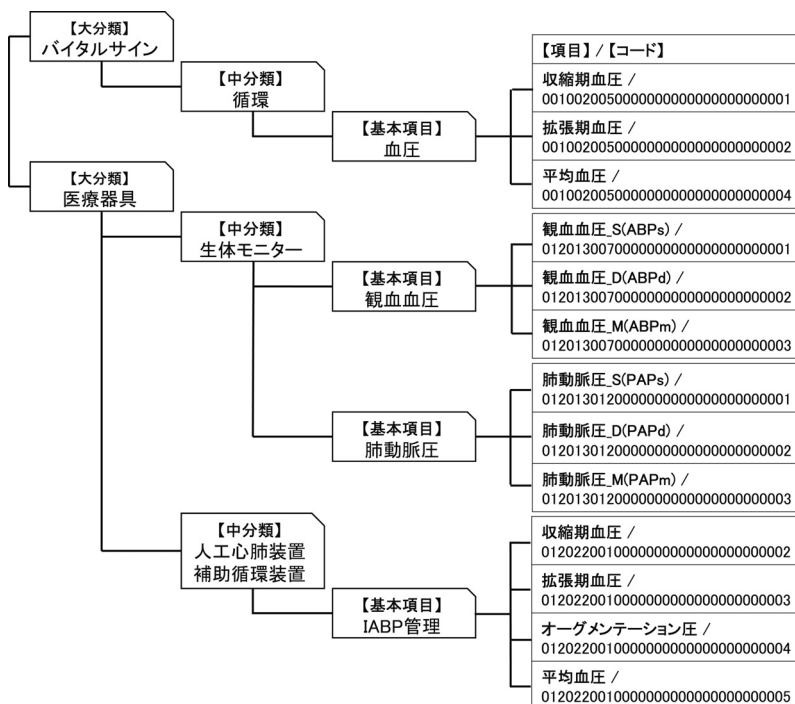 【大分類】
バイタルサイン
【中分類】
循環
【基本項目】
血圧
【項目】 / 【コード】
収縮期血圧 /
001002005000000000000000000001
拡張期血圧 /
001002005000000000000000000002
平均血圧 /
001002005000000000000000000004
【大分類】
医療器具
【中分類】
生体モニター
【基本項目】
観血血圧
観血血圧_S(ABPs) /
012013007000000000000000000001
観血血圧_D(ABPd) /
012013007000000000000000000002
観血血圧_M(ABPm) /
012013007000000000000000000003
【基本項目】
肺動脈圧
肺動脈圧_S(PAPs) /
012013012000000000000000000001
肺動脈圧_D(PAPd) /
012013012000000000000000000002
肺動脈圧_M(PAPm) /
012013012000000000000000000003
【中分類】
人工心肺装置
補助循環装置
【基本項目】
IABP管理
収縮期血圧 /
012022001000000000000000000002
拡張期血圧 /
012022001000000000000000000003
オーグメンテーション圧 /
012022001000000000000000000004
平均血圧 /
012022001000000000000000000005